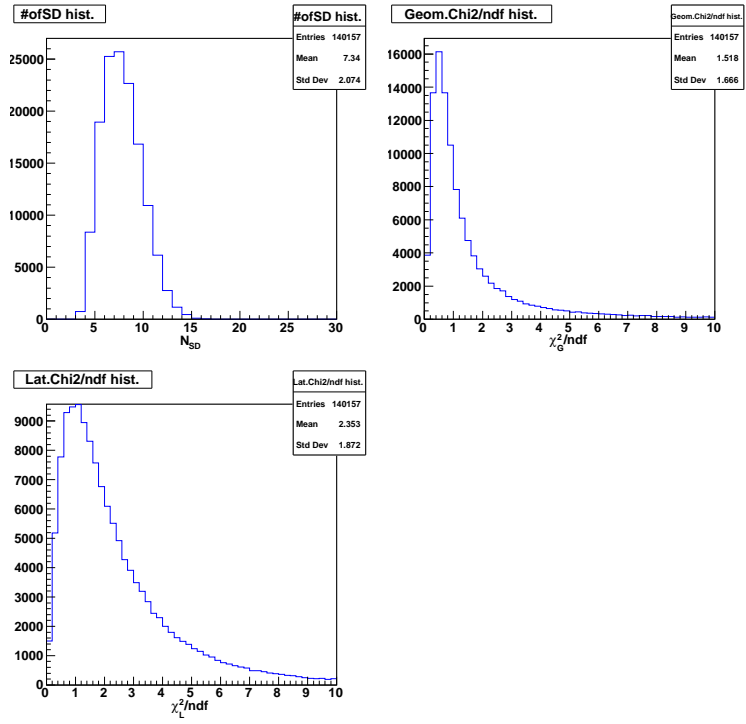 #ofSD hist.
#ofSD hist.
Entries 140157
Mean 7.34
Std Dev 2.074
25000
20000
15000
10000
5000
0
0 5 10 15 20 25 30
N_SD
Geom.Chi2/ndf hist.
Geom.Chi2/ndf hist.
Entries 140157
Mean 1.518
Std Dev 1.666
16000
14000
12000
10000
8000
6000
4000
2000
0
0 1 2 3 4 5 6 7 8 9 10
χ²_G/ndf
Lat.Chi2/ndf hist.
Lat.Chi2/ndf hist.
Entries 140157
Mean 2.353
Std Dev 1.872
9000
8000
7000
6000
5000
4000
3000
2000
1000
0
0 1 2 3 4 5 6 7 8 9 10
χ²_L/ndf